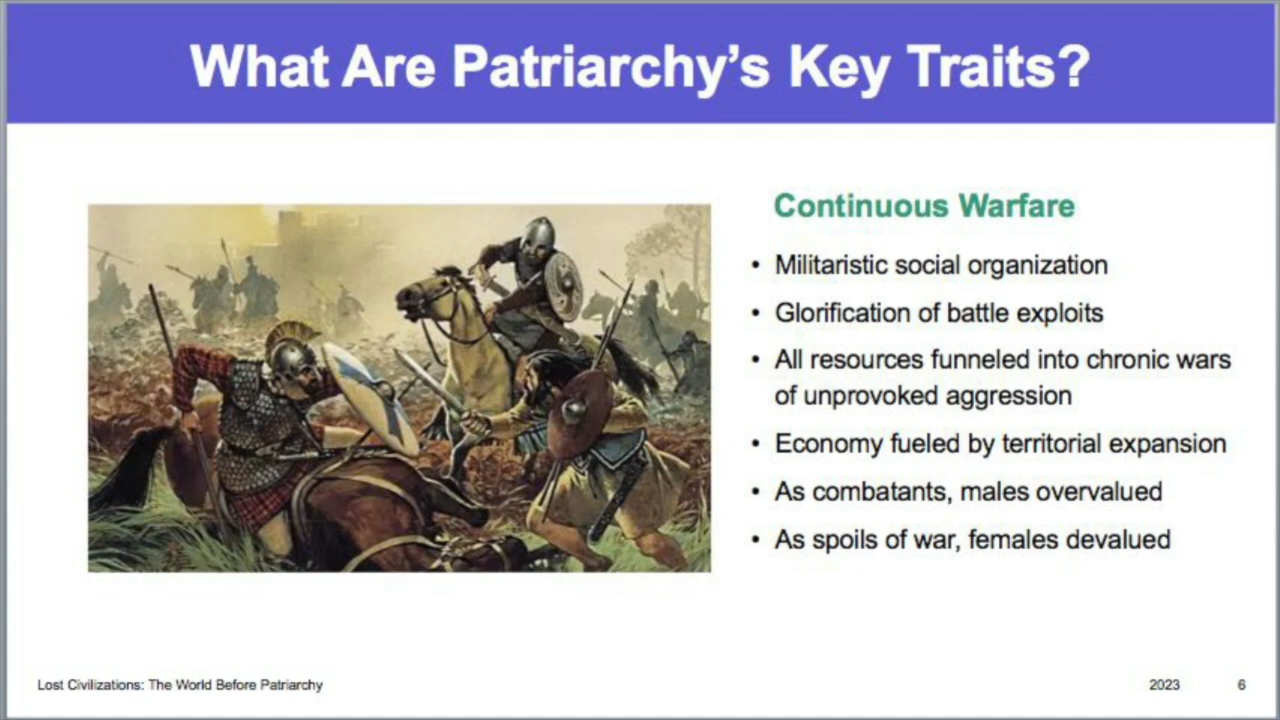 What Are Patriarchy’s Key Traits?
Continuous Warfare
• Militaristic social organization
• Glorification of battle exploits
• All resources funneled into chronic wars
of unprovoked aggression
• Economy fueled by territorial expansion
• As combatants, males overvalued
• As spoils of war, females devalued
Lost Civilizations: The World Before Patriarchy
2023
6